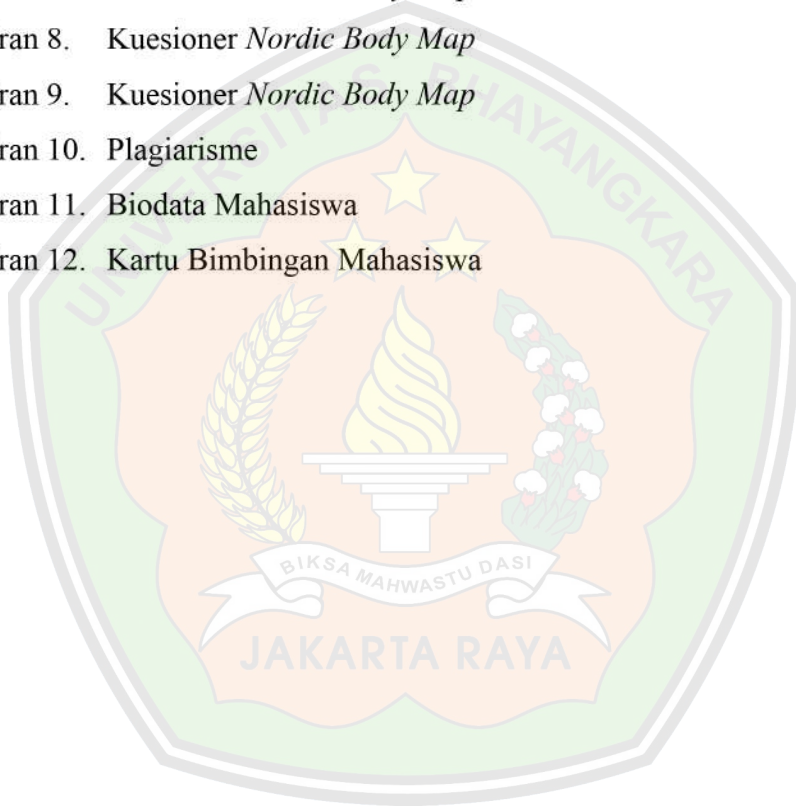 ran 8. Kuesioner Nordic Body Map
ran 9. Kuesioner Nordic Body Map
ran 10. Plagiarisme
ran 11. Biodata Mahasiswa
ran 12. Kartu Bimbingan Mahasiswa
UNIVERSITAS BHAYANGKARA
BIKSA MAHWASTU DASI
JAKARTA RAYA